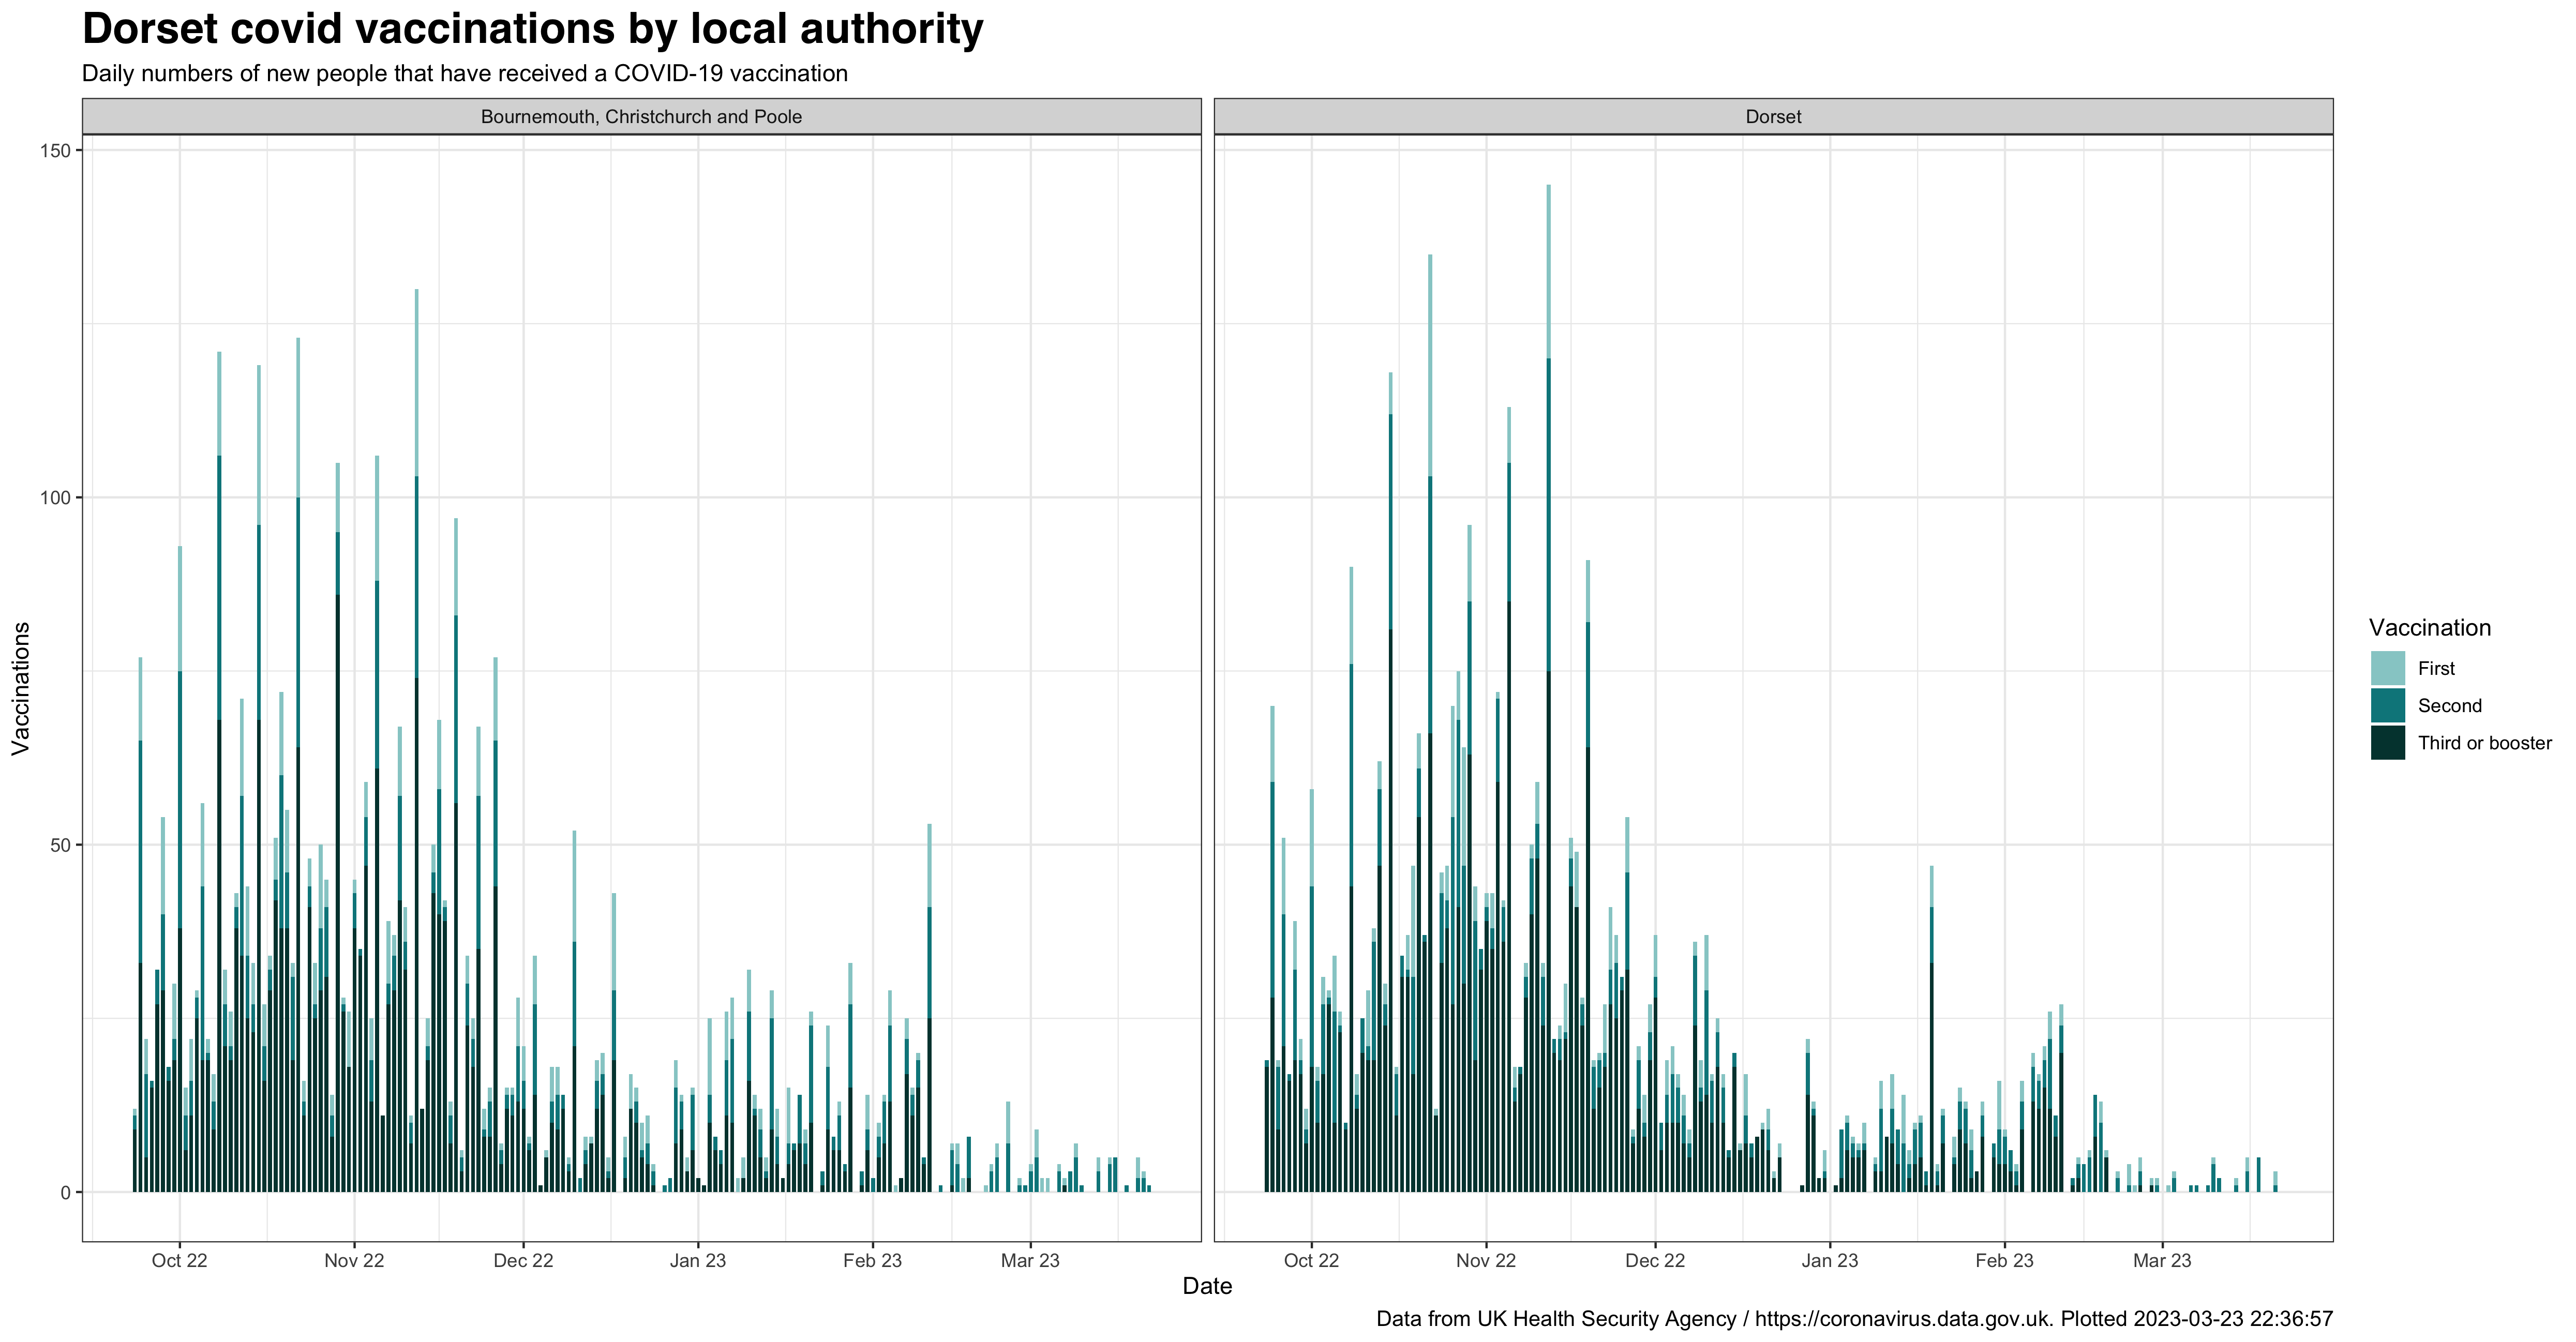 Dorset covid vaccinations by local authority
Daily numbers of new people that have received a COVID-19 vaccination
Bournemouth, Christchurch and Poole
Dorset
150
100
50
0
Vaccinations
Oct 22 Nov 22 Dec 22 Jan 23 Feb 23 Mar 23
Oct 22 Nov 22 Dec 22 Jan 23 Feb 23 Mar 23
Date
Vaccination
First
Second
Third or booster
Data from UK Health Security Agency / https://coronavirus.data.gov.uk. Plotted 2023-03-23 22:36:57